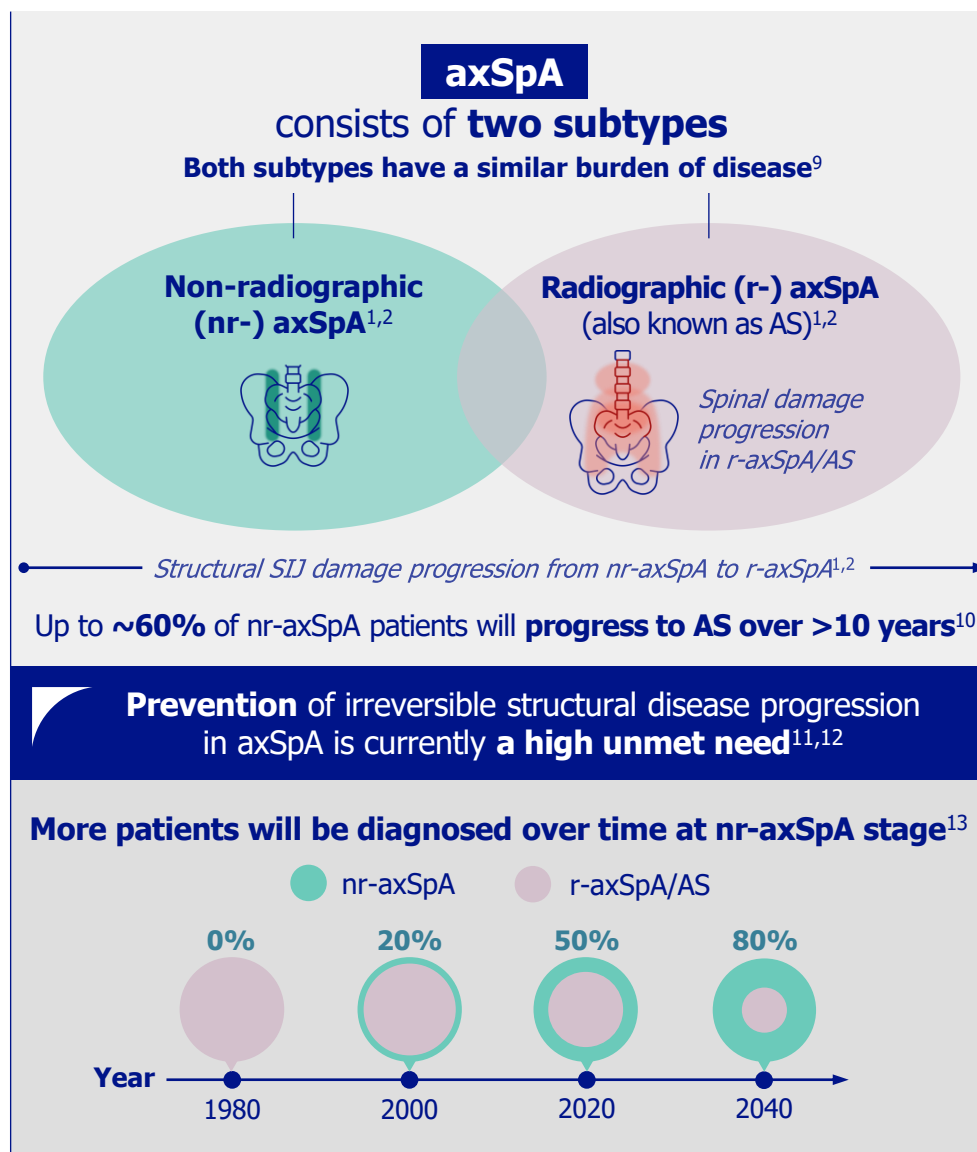 axSpA
consists of two subtypes
Both subtypes have a similar burden of disease9
Non-radiographic
(nr-) axSpA1,2
Radiographic (r-) axSpA
(also known as AS)1,2
Spinal damage
progression
in r-axSpA/AS
Structural SIJ damage progression from nr-axSpA to r-axSpA1,2
Up to ~60% of nr-axSpA patients will progress to AS over >10 years10
Prevention of irreversible structural disease progression
in axSpA is currently a high unmet need11,12
More patients will be diagnosed over time at nr-axSpA stage13
nr-axSpA r-axSpA/AS
0% 20% 50% 80%
Year
1980 2000 2020 2040